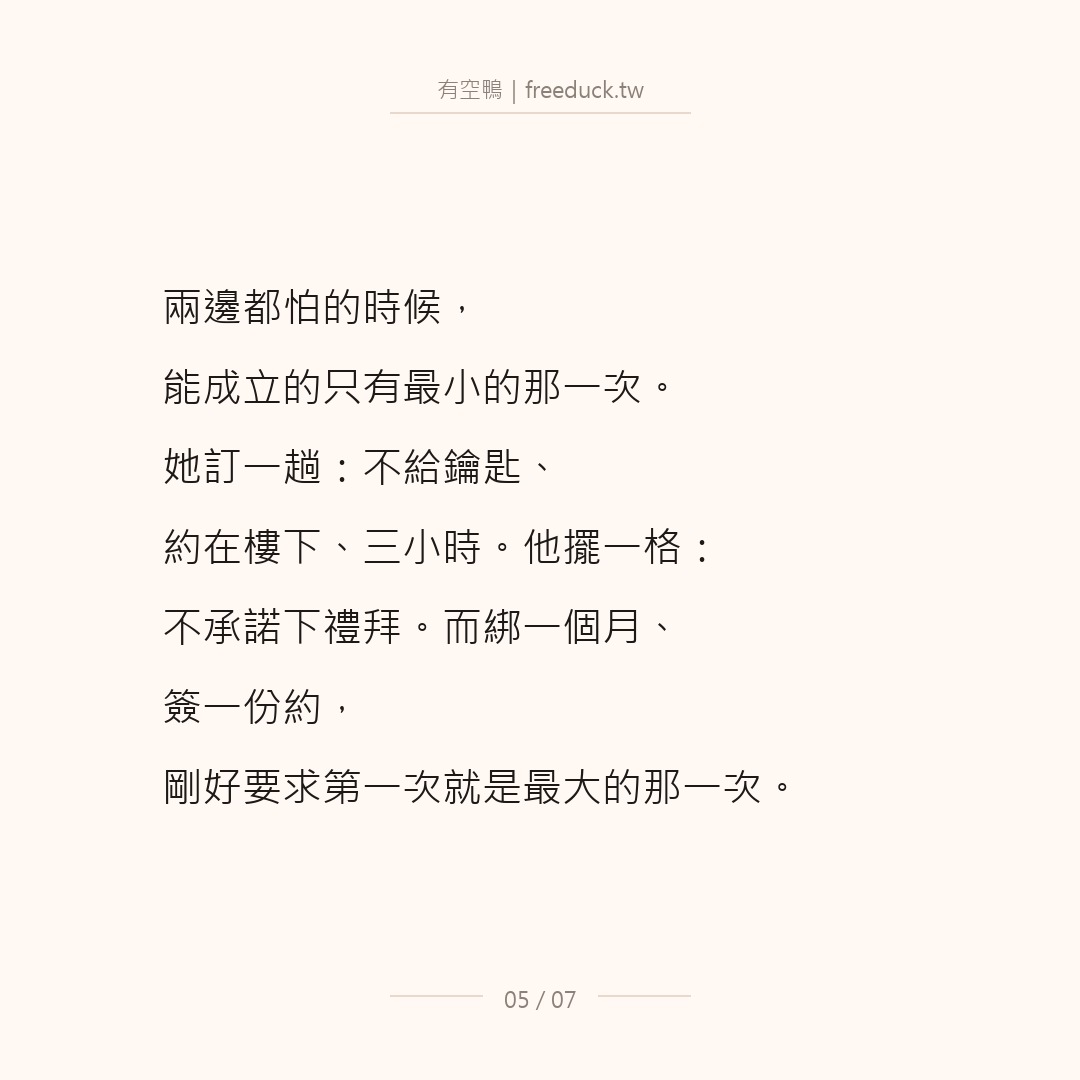 有空鴨 | freeduck.tw
兩邊都怕的時候，
能成立的只有最小的那一次。
她訂一趟：不給鑰匙、
約在樓下、三小時。他擺一格：
不承諾下禮拜。而綁一個月、
簽一份約，
剛好要求第一次就是最大的那一次。
05 / 07